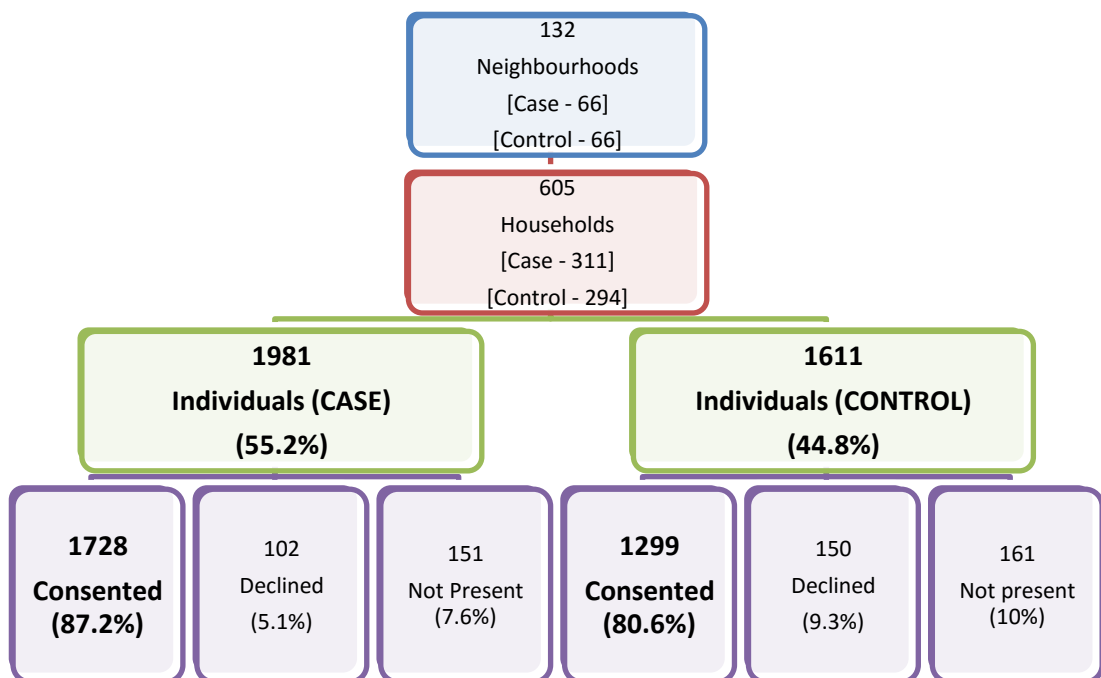 132
Neighbourhoods
[Case - 66]
[Control - 66]
605
Households
[Case - 311]
[Control - 294]
1981
Individuals (CASE)
(55.2%)
1611
Individuals (CONTROL)
(44.8%)
1728
Consented
(87.2%)
102
Declined
(5.1%)
151
Not Present
(7.6%)
1299
Consented
(80.6%)
150
Declined
(9.3%)
161
Not present
(10%)